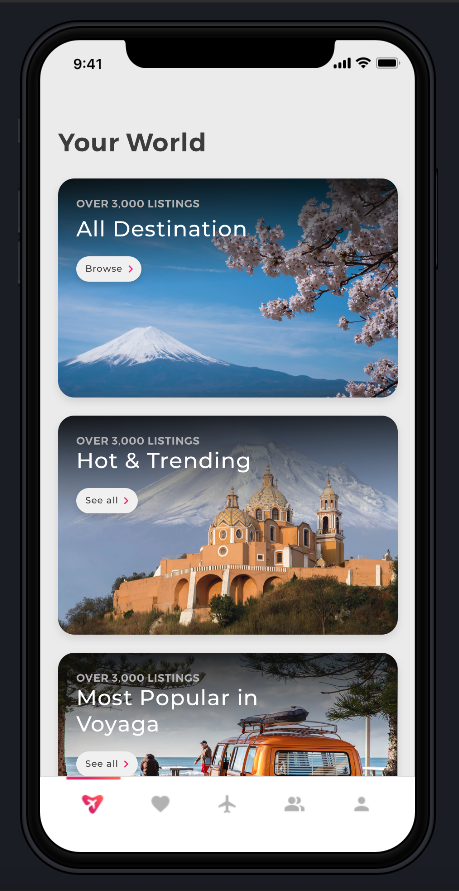 9:41
Your World
OVER 3,000 LISTINGS
All Destination
Browse
OVER 3,000 LISTINGS
Hot & Trending
See all
OVER 3,000 LISTINGS
Most Popular in
Voyaga
See all